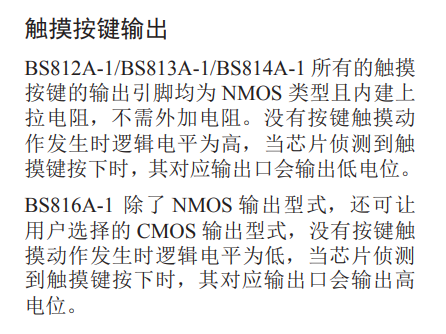 触摸按键输出
BS812A-1/BS813A-1/BS814A-1 所有的触摸
按键的输出引脚均为 NMOS 类型且内建上
拉电阻，不需外加电阻。没有按键触摸动
作发生时逻辑电平为高，当芯片侦测到触
摸键按下时，其对应输出口会输出低电位。
BS816A-1 除了 NMOS 输出型式，还可让
用户选择的 CMOS 输出型式，没有按键触
摸动作发生时逻辑电平为低，当芯片侦测
到触摸键按下时，其对应输出口会输出高
电位。